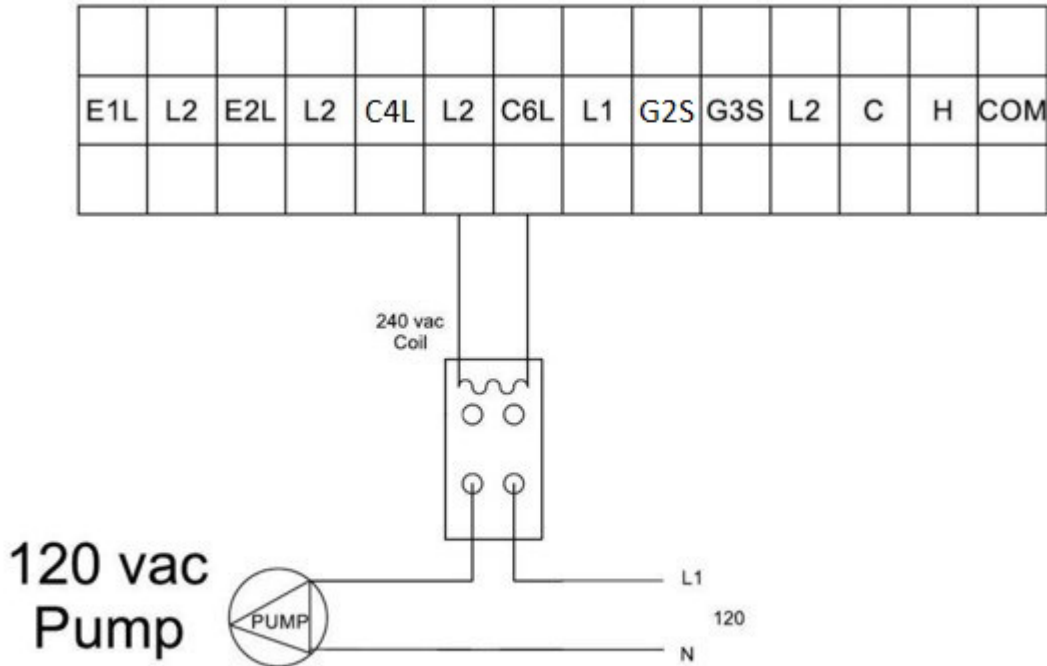 E1L L2 E2L L2 C4L L2 C6L L1 G2S G3S L2 C H COM
240 vac
Coil
120 vac
Pump
PUMP
L1
120
N